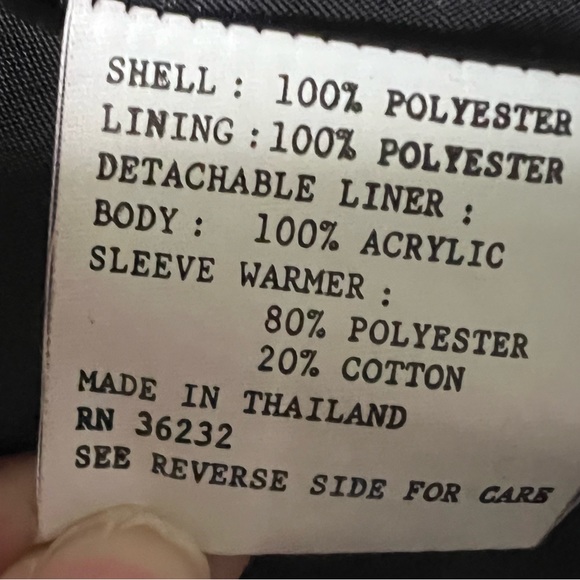 SHELL : 100% POLYESTER
LINING : 100% POLYESTER
DETACHABLE LINER :
BODY : 100% ACRYLIC
SLEEVE WARMER :
80% POLYESTER
20% COTTON
MADE IN THAILAND
RN 36232
SEE REVERSE SIDE FOR CARE